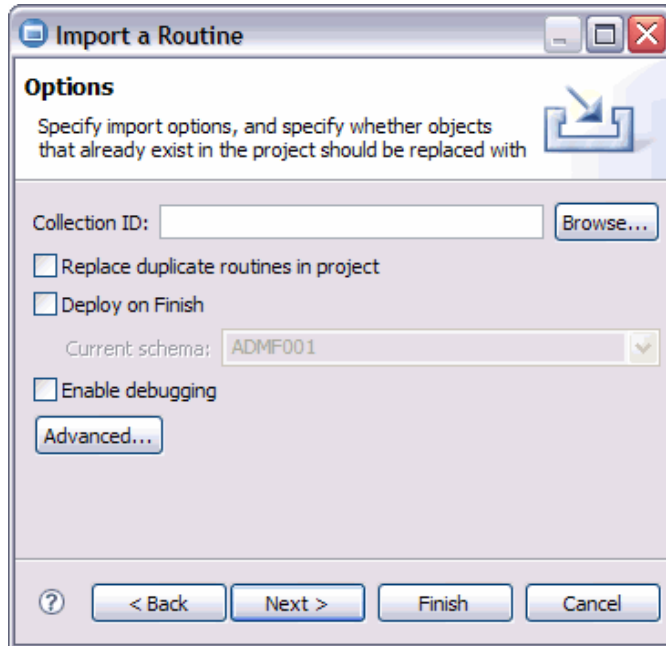 Import a Routine
Options
Specify import options, and specify whether objects
that already exist in the project should be replaced with
Collection ID:
Browse...
Replace duplicate routines in project
Deploy on Finish
Current schema: ADMF001
Enable debugging
Advanced...
? < Back Next > Finish Cancel